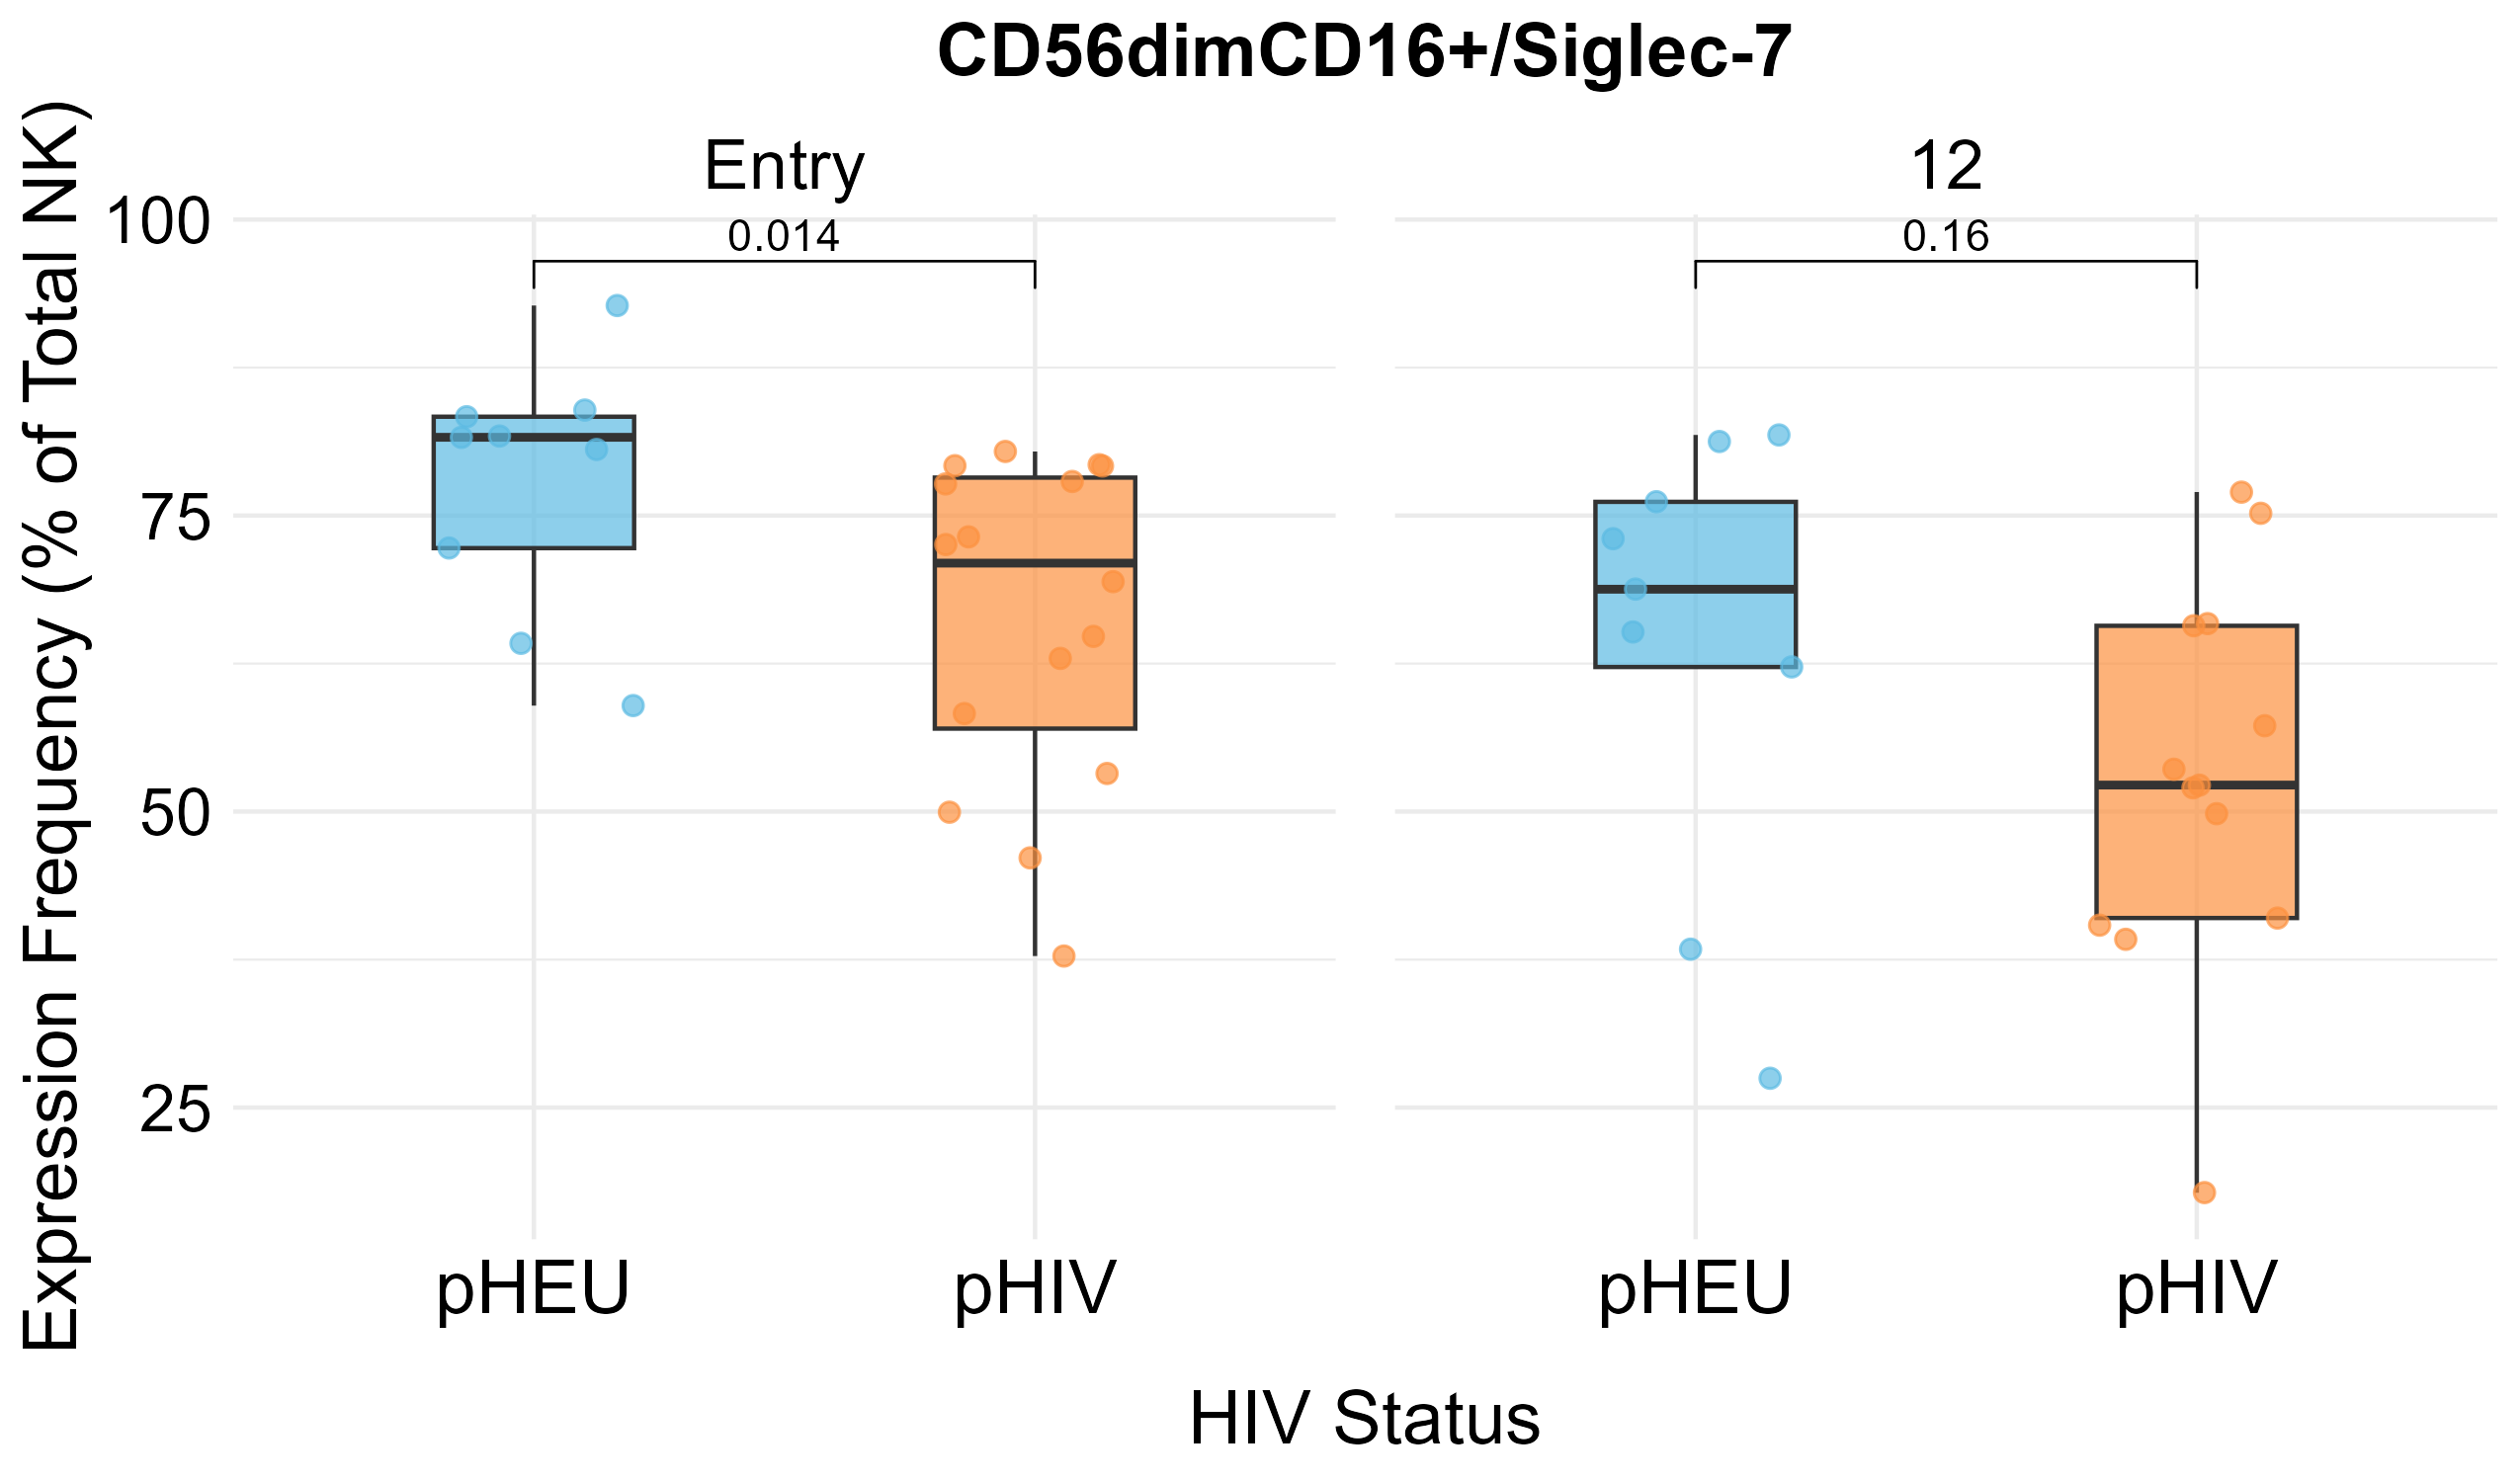 CD56dimCD16+/Siglec-7
Entry
12
0.014
0.16
Expression Frequency (% of Total NK)
100
75
50
25
pHEU
pHIV
pHEU
pHIV
HIV Status